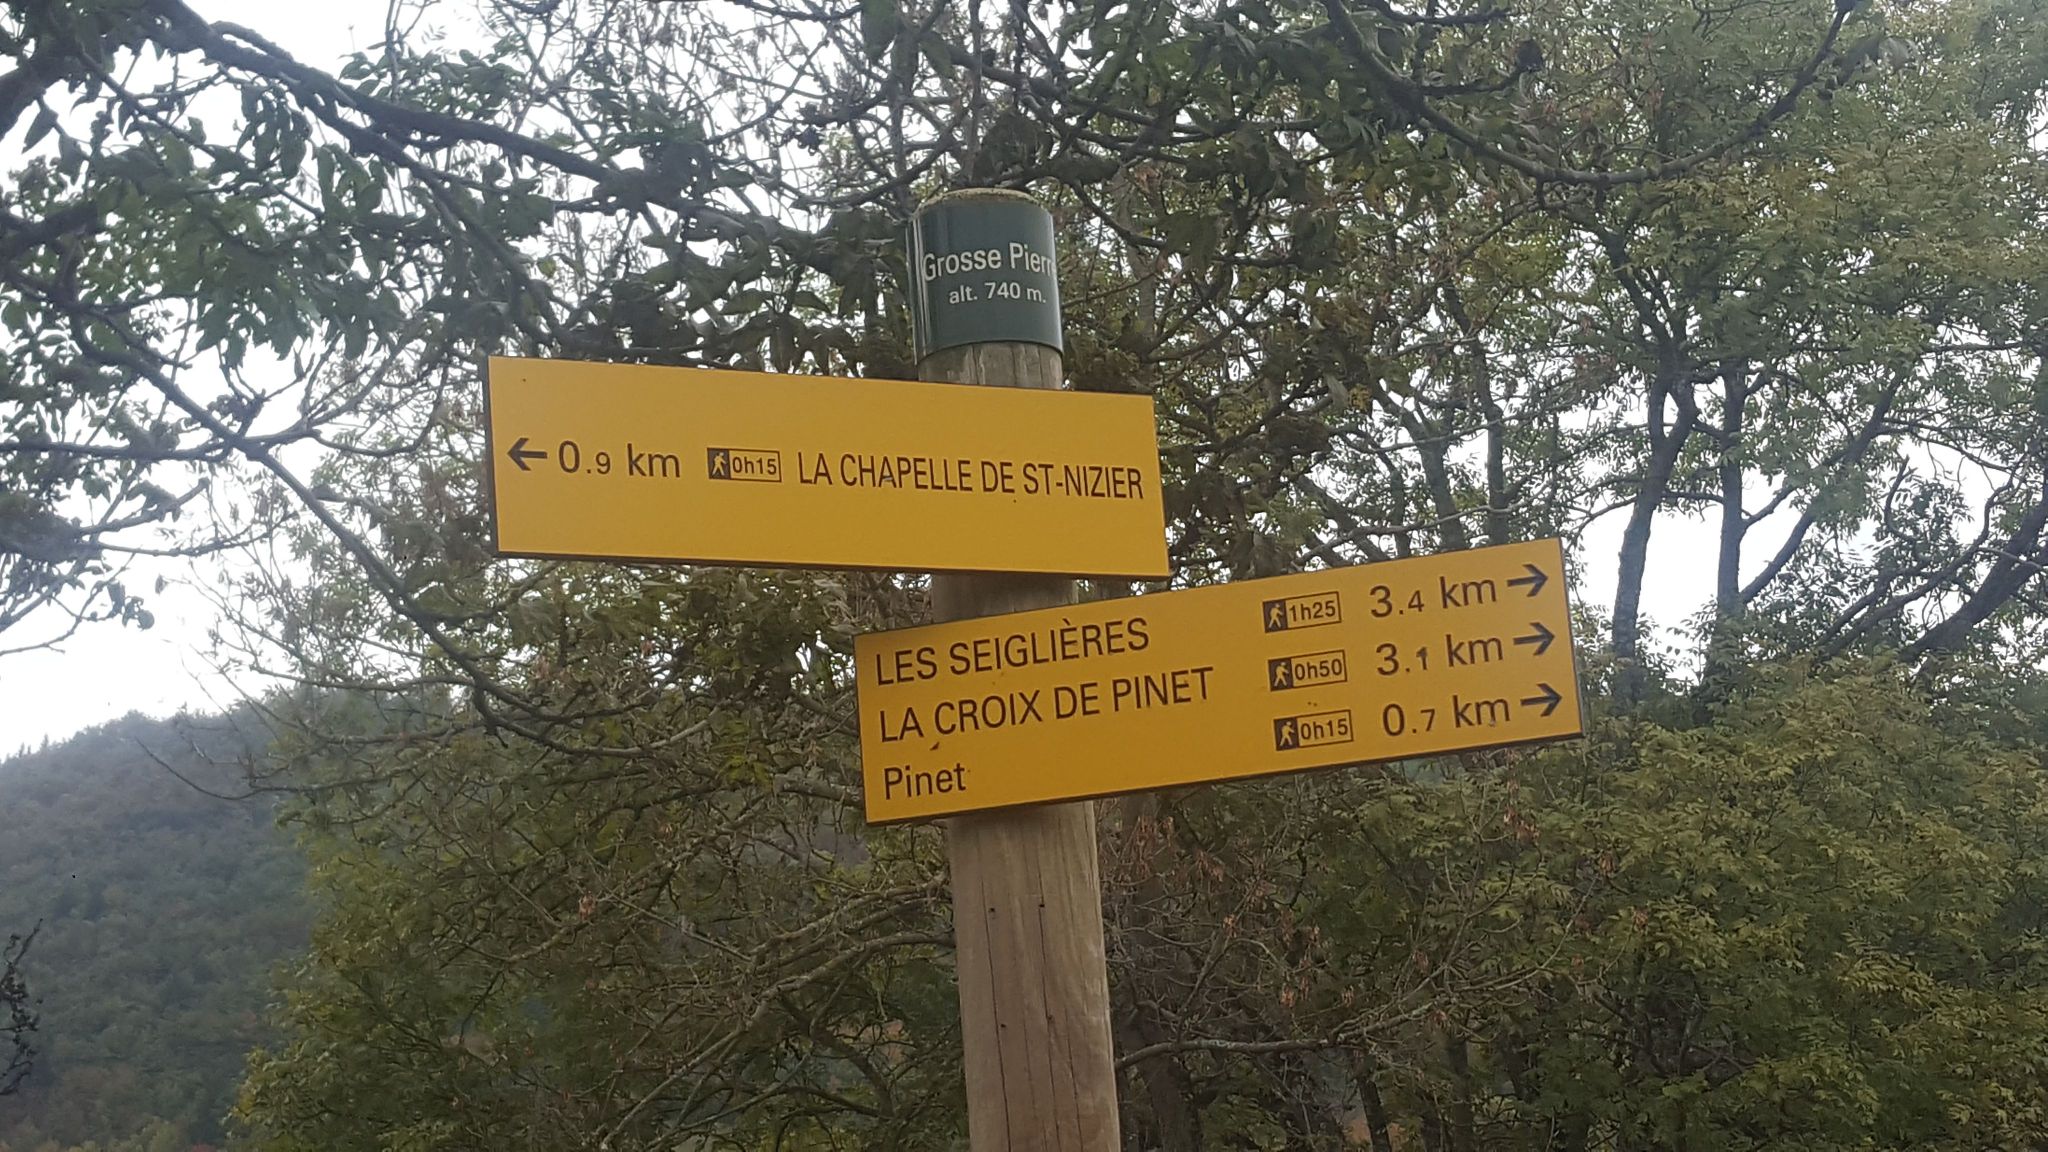 Grosse Pierr
alt. 740 m.
← 0.9 km 0h15 LA CHAPELLE DE ST-NIZIER
LES SEIGLIÈRES 1h25 3.4 km →
LA CROIX DE PINET 0h50 3.1 km →
Pinet 0h15 0.7 km →